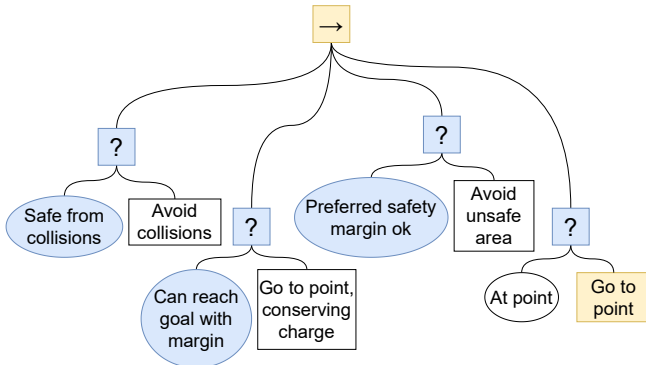 →
?
Safe from
collisions
Avoid
collisions
?
Can reach
goal with
margin
Go to point,
conserving
charge
?
Preferred safety
margin ok
Avoid
unsafe
area
?
At point
Go to
point